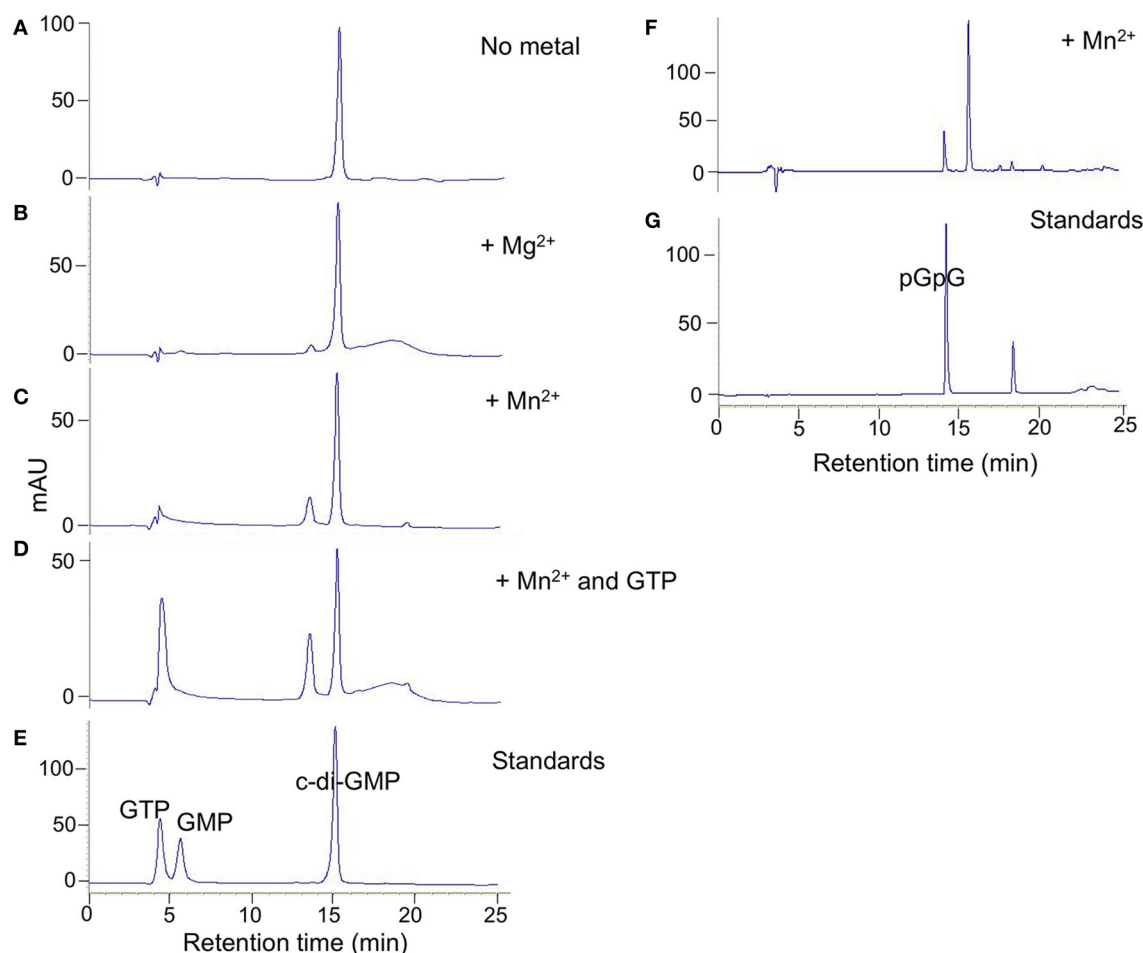 A
100
50
0
No metal
B
50
0
+ Mg²⁺
C
50
0
+ Mn²⁺
mAU
D
50
0
+ Mn²⁺ and GTP
E
100
50
0
Standards
GTP
GMP
c-di-GMP
0 5 10 15 20 25
Retention time (min)
F
100
50
0
+ Mn²⁺
G
100
50
0
Standards
pGpG
0 5 10 15 20 25
Retention time (min)